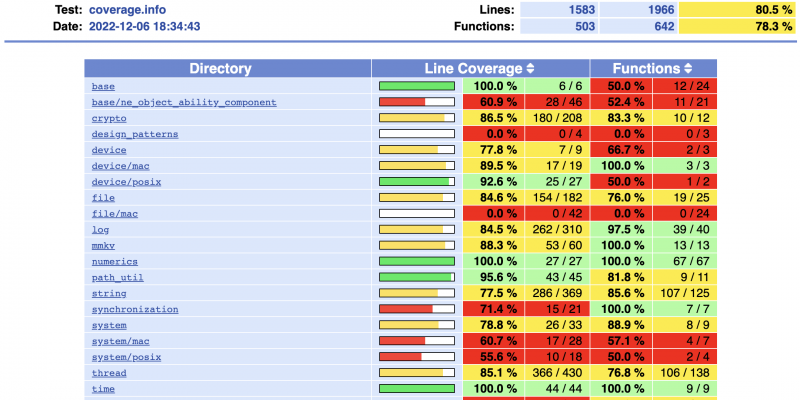 Test: coverage.info Lines: 1583 1966 80.5 %
Date: 2022-12-06 18:34:43 Functions: 503 642 78.3 %
Directory Line Coverage Functions
base 100.0 % 6 / 6 50.0 % 12 / 24
base/ne_object_ability_component 60.9 % 28 / 46 52.4 % 11 / 21
crypto 86.5 % 180 / 208 83.3 % 10 / 12
design_patterns 0.0 % 0 / 4 0.0 % 0 / 3
device 77.8 % 7 / 9 66.7 % 2 / 3
device/mac 89.5 % 17 / 19 100.0 % 3 / 3
device/posix 92.6 % 25 / 27 50.0 % 1 / 2
file 84.6 % 154 / 182 76.0 % 19 / 25
file/mac 0.0 % 0 / 42 0.0 % 0 / 24
log 84.5 % 262 / 310 97.5 % 39 / 40
mmkv 88.3 % 53 / 60 100.0 % 13 / 13
numerics 100.0 % 27 / 27 100.0 % 67 / 67
path_util 95.6 % 43 / 45 81.8 % 9 / 11
string 77.5 % 286 / 369 85.6 % 107 / 125
synchronization 71.4 % 15 / 21 100.0 % 7 / 7
system 78.8 % 26 / 33 88.9 % 8 / 9
system/mac 60.7 % 17 / 28 57.1 % 4 / 7
system/posix 55.6 % 10 / 18 50.0 % 2 / 4
thread 85.1 % 366 / 430 76.8 % 106 / 138
time 100.0 % 44 / 44 100.0 % 9 / 9